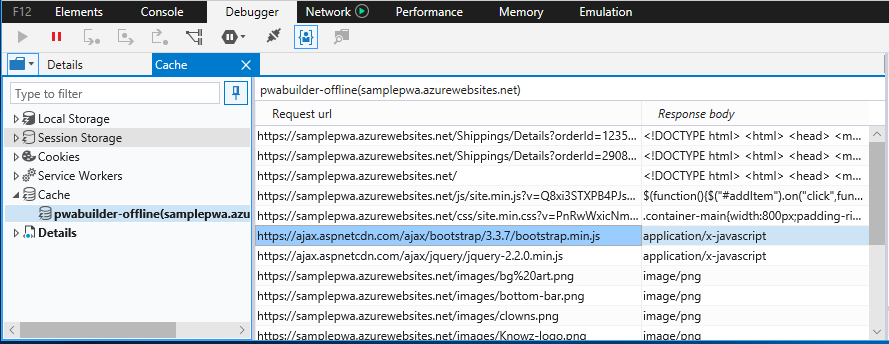 F12 Elements Console Debugger Network Performance Memory Emulation
Details Cache
Type to filter
Local Storage
Session Storage
Cookies
Service Workers
Cache
pwabuilder-offline(samplepwa.azu
Details
pwabuilder-offline(samplepwa.azurewebsites.net)
Request url Response body
https://samplepwa.azurewebsites.net/Shippings/Details?orderId=1235... <!DOCTYPE html> <html> <head> <m...
https://samplepwa.azurewebsites.net/Shippings/Details?orderId=2908... <!DOCTYPE html> <html> <head> <m...
https://samplepwa.azurewebsites.net/ <!DOCTYPE html> <html> <head> <m...
https://samplepwa.azurewebsites.net/js/site.min.js?v=Q8xi3STXPB4PJs... $(function(){$("#addItem").on("click",fun...
https://samplepwa.azurewebsites.net/css/site.min.css?v=PnRwWxicNm... .container-main{width:800px;padding-ri...
https://ajax.aspnetcdn.com/ajax/bootstrap/3.3.7/bootstrap.min.js application/x-javascript
https://ajax.aspnetcdn.com/ajax/jquery/jquery-2.2.0.min.js application/x-javascript
https://samplepwa.azurewebsites.net/images/bg%20art.png image/png
https://samplepwa.azurewebsites.net/images/bottom-bar.png image/png
https://samplepwa.azurewebsites.net/images/clowns.png image/png
https://samplepwa.azurewebsites.net/images/Knowz-logo.png image/png